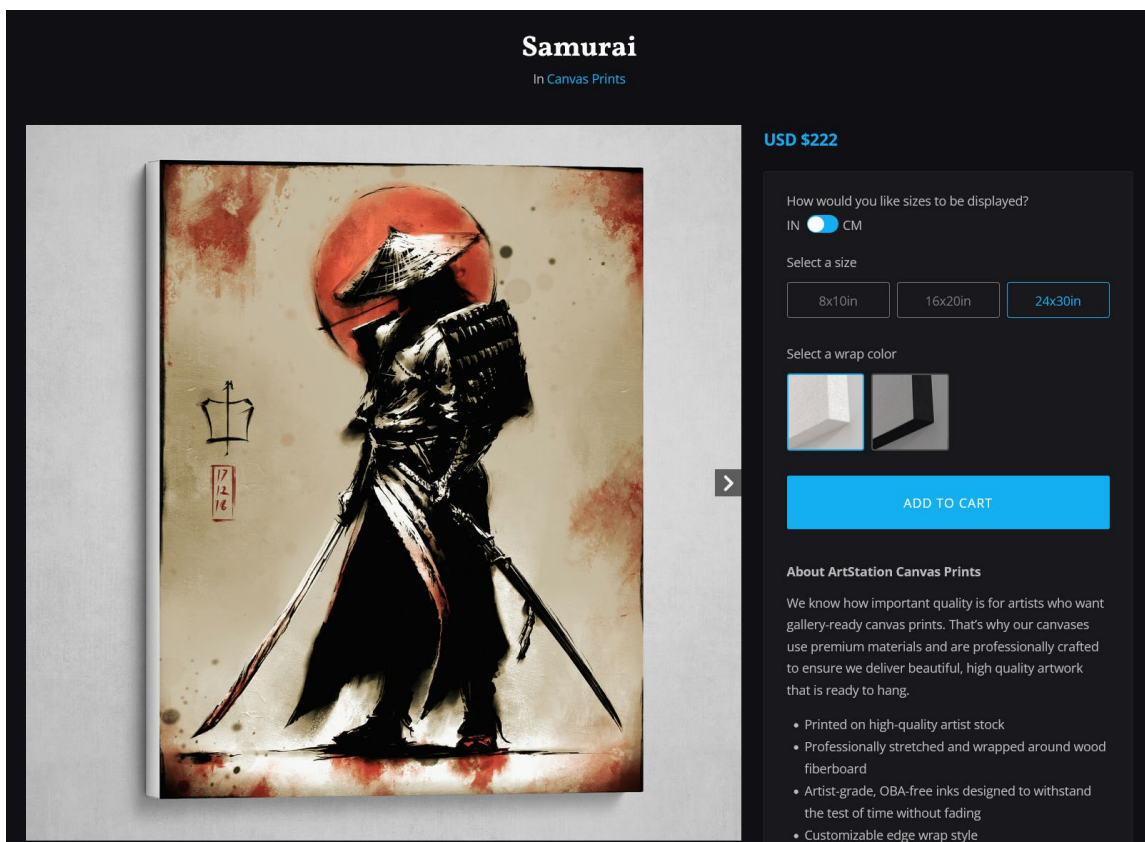 Samurai
In Canvas Prints
USD $222
How would you like sizes to be displayed?
IN CM
Select a size
8x10in 16x20in 24x30in
Select a wrap color
ADD TO CART
About ArtStation Canvas Prints
We know how important quality is for artists who want
gallery-ready canvas prints. That’s why our canvases
use premium materials and are professionally crafted
to ensure we deliver beautiful, high quality artwork
that is ready to hang.
• Printed on high-quality artist stock
• Professionally stretched and wrapped around wood
fiberboard
• Artist-grade, OBA-free inks designed to withstand
the test of time without fading
• Customizable edge wrap style
17
12